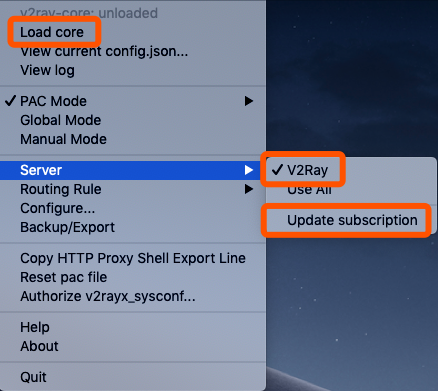 v2ray-core: unloaded
Load core
View current config.json...
View log
✓ PAC Mode
Global Mode
Manual Mode
Server
✓ V2Ray
Use All
Update subscription
Routing Rule
Configure...
Backup/Export
Copy HTTP Proxy Shell Export Line
Reset pac file
Authorize v2rayx_sysconf...
Help
About
Quit